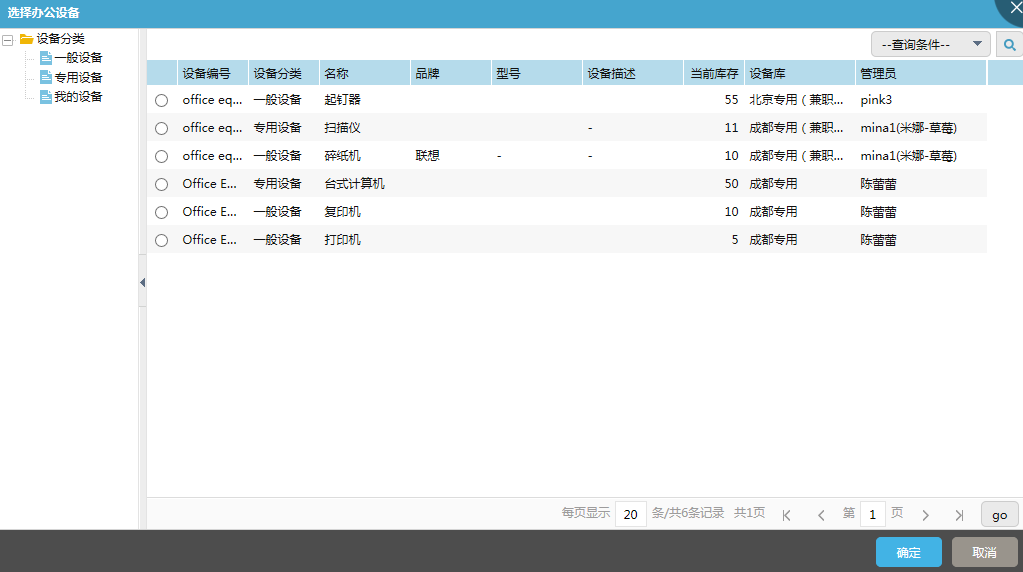 选择办公设备
设备分类
一般设备
专用设备
我的设备
--查询条件--
设备编号 设备分类 名称 品牌 型号 设备描述 当前库存 设备库 管理员
office eq... 一般设备 起钉器 55 北京专用（兼职... pink3
office eq... 专用设备 扫描仪 - 11 成都专用（兼职... mina1(米娜-草莓)
office eq... 一般设备 碎纸机 联想 - - 10 成都专用（兼职... mina1(米娜-草莓)
Office E... 专用设备 台式计算机 50 成都专用 陈蕾蕾
Office E... 一般设备 复印机 10 成都专用 陈蕾蕾
Office E... 一般设备 打印机 5 成都专用 陈蕾蕾
每页显示 20 条/共6条记录 共1页 第 1 页 go
确定 取消